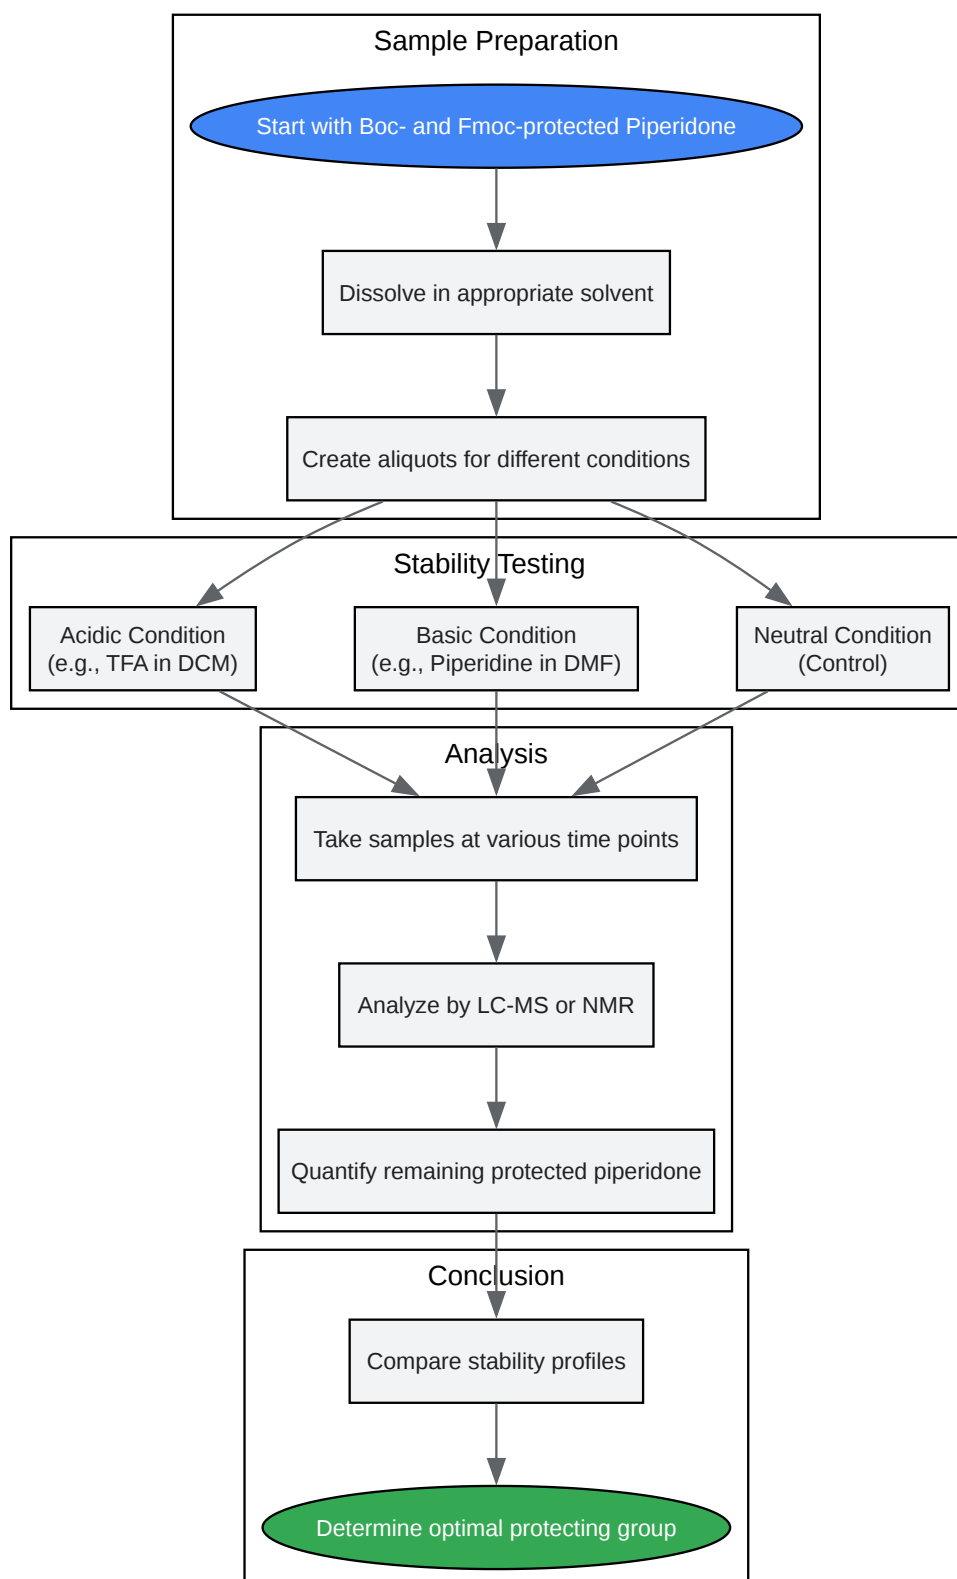 Sample Preparation
Start with Boc- and Fmoc-protected Piperidone
Dissolve in appropriate solvent
Create aliquots for different conditions
Stability Testing
Acidic Condition
(e.g., TFA in DCM)
Basic Condition
(e.g., Piperidine in DMF)
Neutral Condition
(Control)
Analysis
Take samples at various time points
Analyze by LC-MS or NMR
Quantify remaining protected piperidone
Conclusion
Compare stability profiles
Determine optimal protecting group